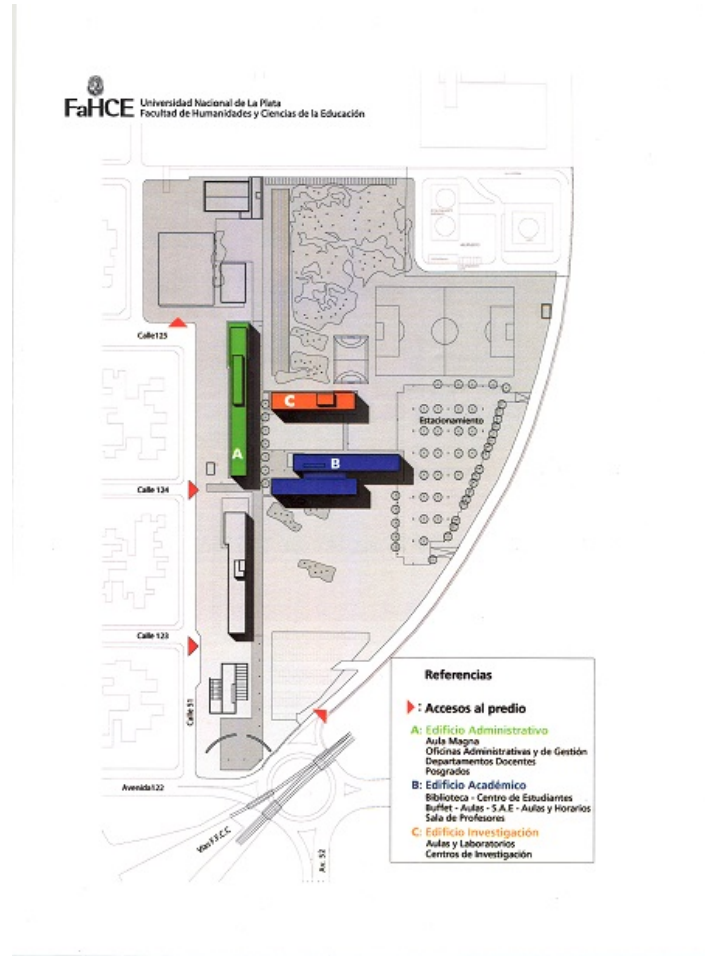 FaHCE
Universidad Nacional de La Plata
Facultad de Humanidades y Ciencias de la Educación
Calle125
C
Estacionamiento
A
B
Calle 124
Calle 123
Calle 51
Avenida122
Vías F.F.C.C
Av. 52
Referencias
: Accesos al predio
A: Edificio Administrativo
Aula Magna
Oficinas Administrativas y de Gestión
Departamentos Docentes
Posgrados
B: Edificio Académico
Biblioteca - Centro de Estudiantes
Buffet - Aulas - S.A.E - Aulas y Horarios
Sala de Profesores
C: Edificio Investigación
Aulas y Laboratorios
Centros de Investigación